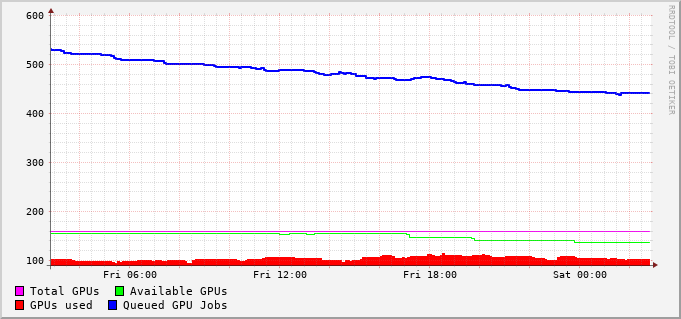 600
500
400
300
200
100
Fri 06:00 Fri 12:00 Fri 18:00 Sat 00:00
Total GPUs Available GPUs
GPUs used Queued GPU Jobs
RRDTOOL / TOBI OETIKER